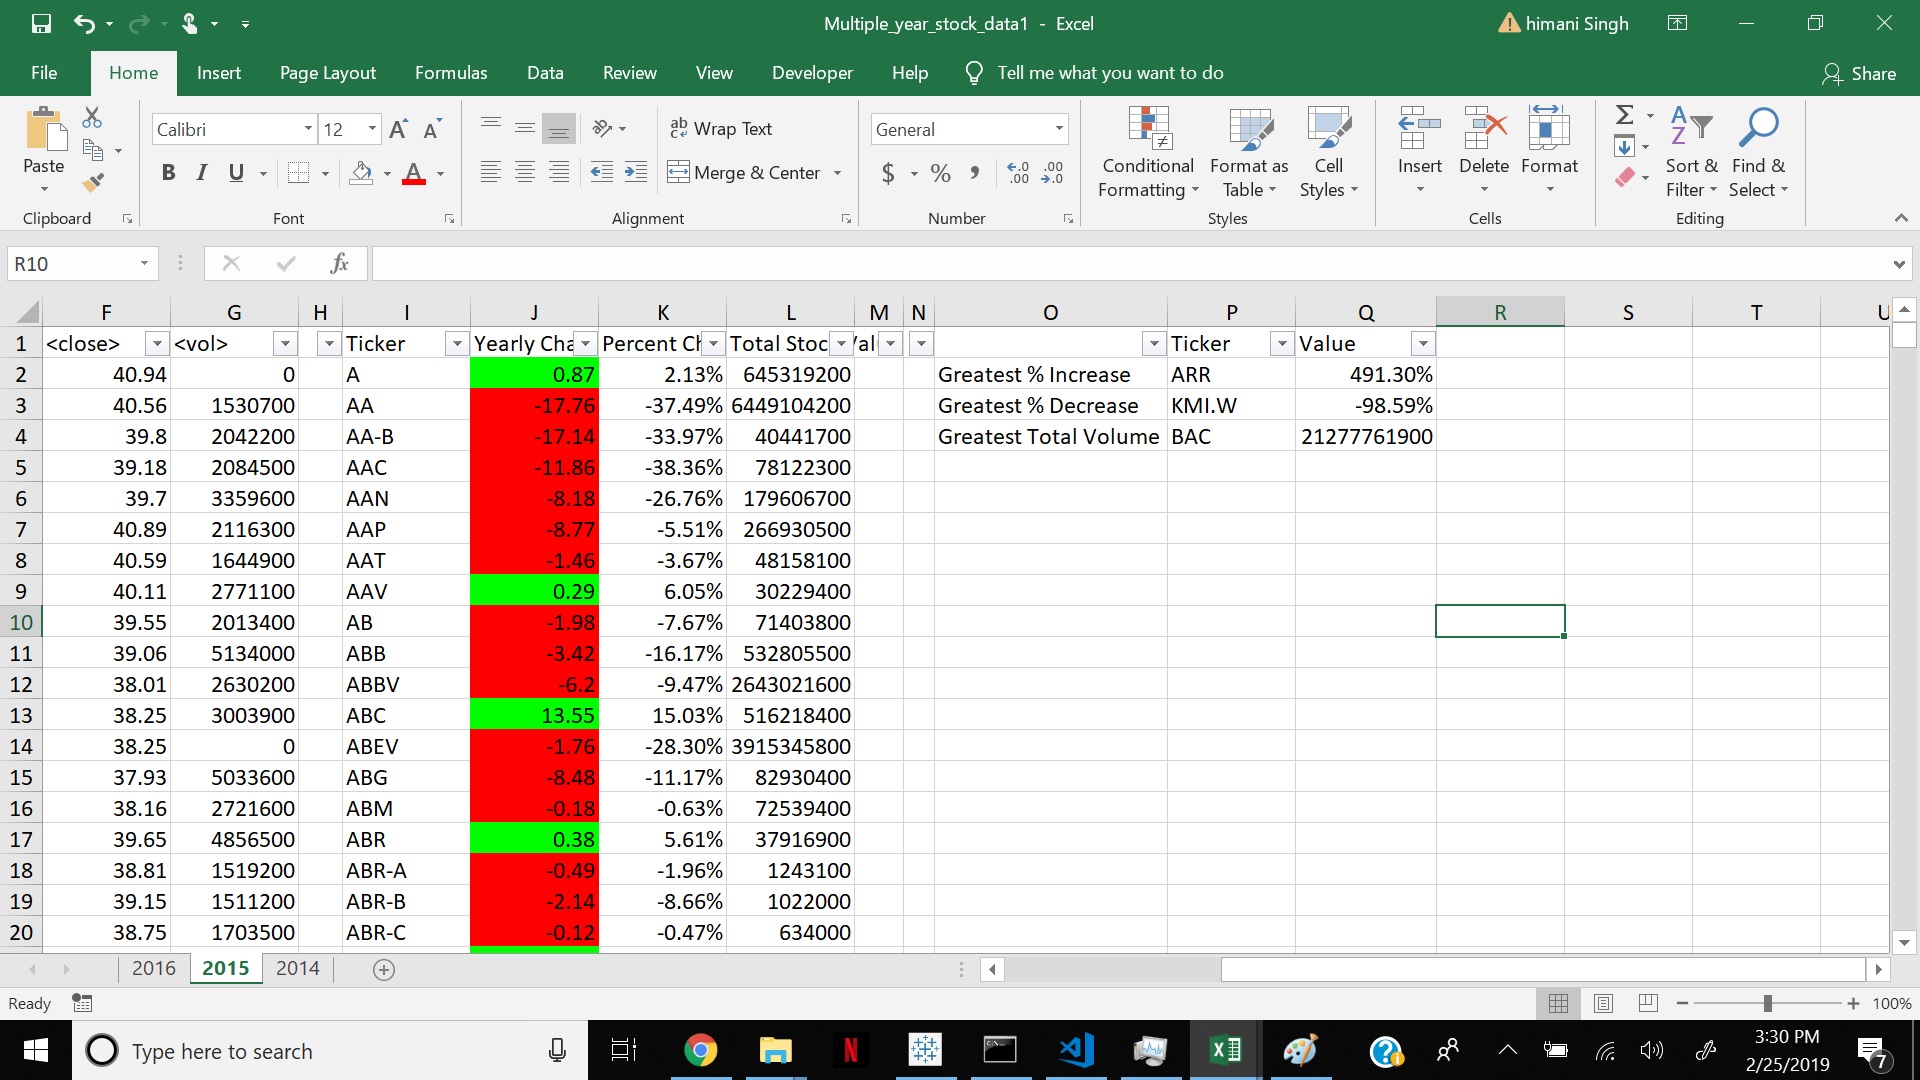 Multiple_year_stock_data1 - Excel
himani Singh
File Home Insert Page Layout Formulas Data Review View Developer Help Tell me what you want to do Share
Paste
Clipboard
Calibri 12
B I U A
Font
Wrap Text
Merge & Center
Alignment
General
$ % ,
Number
Conditional Formatting
Format as Table
Cell Styles
Styles
Insert Delete Format
Cells
Sort & Filter
Find & Select
Editing
R10 fx
F G H I J K L M N O P Q R S T U
1 <close> <vol> Ticker Yearly Cha Percent Ch Total Stoc Ticker Value
2 40.94 0 A 0.87 2.13% 645319200 Greatest % Increase ARR 491.30%
3 40.56 1530700 AA -17.76 -37.49% 6449104200 Greatest % Decrease KMI.W -98.59%
4 39.8 2042200 AA-B -17.14 -33.97% 40441700 Greatest Total Volume BAC 21277761900
5 39.18 2084500 AAC -11.86 -38.36% 78122300
6 39.7 3359600 AAN -8.18 -26.76% 179606700
7 40.89 2116300 AAP -8.77 -5.51% 266930500
8 40.59 1644900 AAT -1.46 -3.67% 48158100
9 40.11 2771100 AAV 0.29 6.05% 30229400
10 39.55 2013400 AB -1.98 -7.67% 71403800
11 39.06 5134000 ABB -3.42 -16.17% 532805500
12 38.01 2630200 ABBV -6.2 -9.47% 2643021600
13 38.25 3003900 ABC 13.55 15.03% 516218400
14 38.25 0 ABEV -1.76 -28.30% 3915345800
15 37.93 5033600 ABG -8.48 -11.17% 82930400
16 38.16 2721600 ABM -0.18 -0.63% 72539400
17 39.65 4856500 ABR 0.38 5.61% 37916900
18 38.81 1519200 ABR-A -0.49 -1.96% 1243100
19 39.15 1511200 ABR-B -2.14 -8.66% 1022000
20 38.75 1703500 ABR-C -0.12 -0.47% 634000
2016 2015 2014
Ready 100%
Type here to search
3:30 PM
2/25/2019
7